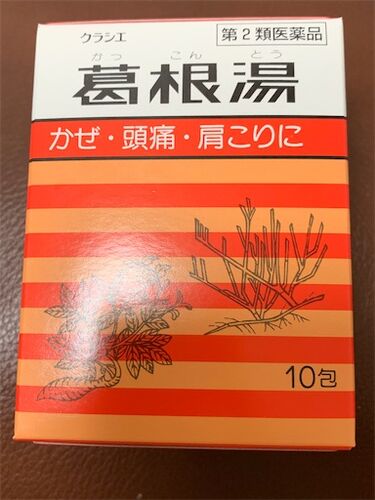 クラシエ
第2類医薬品
かっ こん とう
葛根湯
かぜ・頭痛・肩こりに
10包